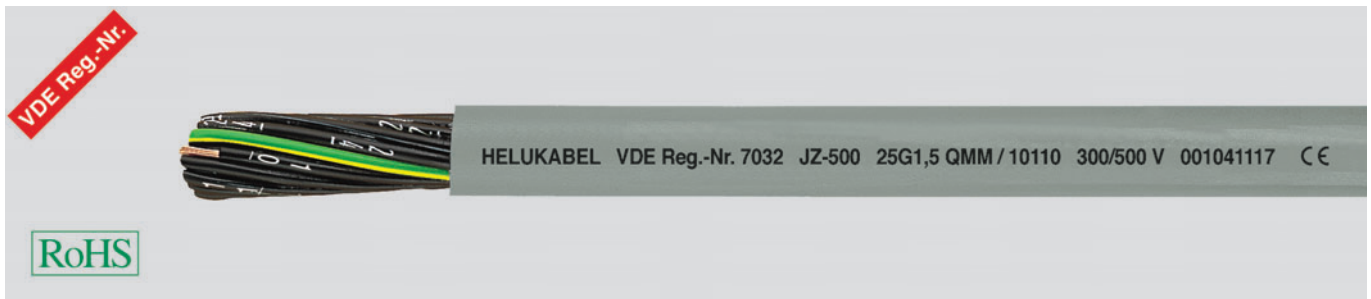 VDE Reg.-Nr.
HELUKABEL VDE Reg.-Nr. 7032 JZ-500 25G1,5 QMM / 10110 300/500 V 001041117 CE
RoHS